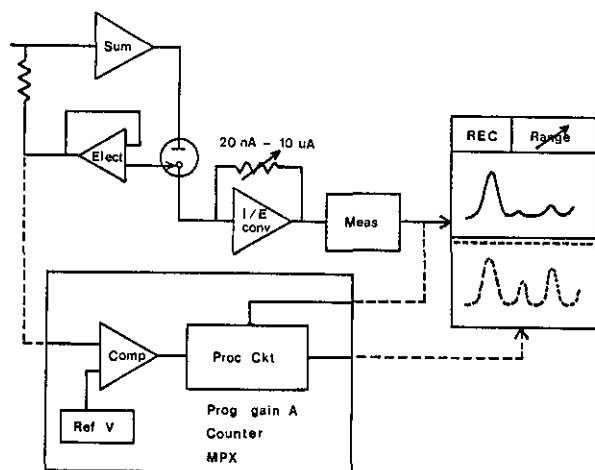 Sum
Elect
20 nA – 10 uA
I/E
conv
Meas
REC
Range
Comp
Ref V
Proc Ckt
Prog gain A
Counter
MPX